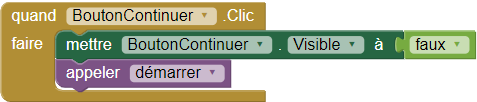 quand BoutonContinuer .Clic
faire mettre BoutonContinuer . Visible à faux
appeler démarrer